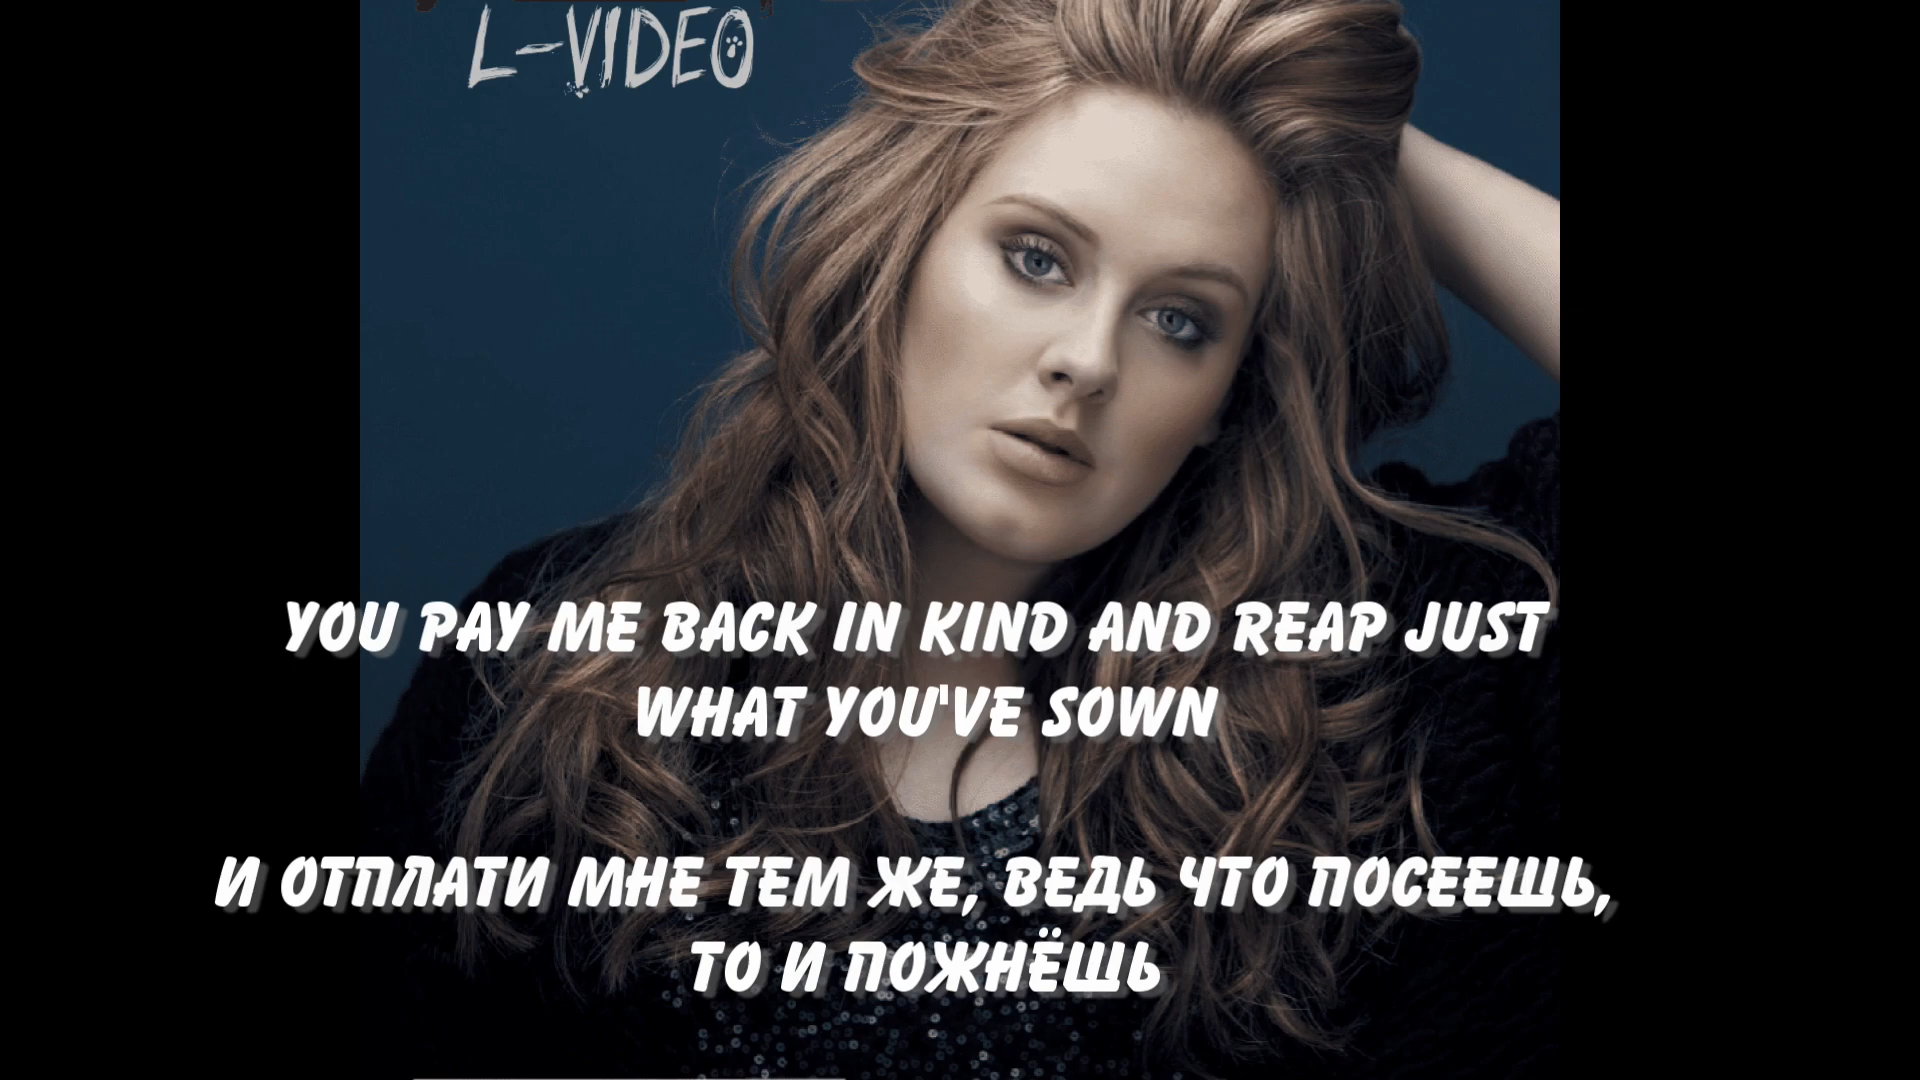 L-VIDEO
YOU PAY ME BACK IN KIND AND REAP JUST
WHAT YOU'VE SOWN
И ОТПЛАТИ МНЕ ТЕМ ЖЕ, ВЕДЬ ЧТО ПОСЕЕШЬ,
ТО И ПОЖНЁШЬ